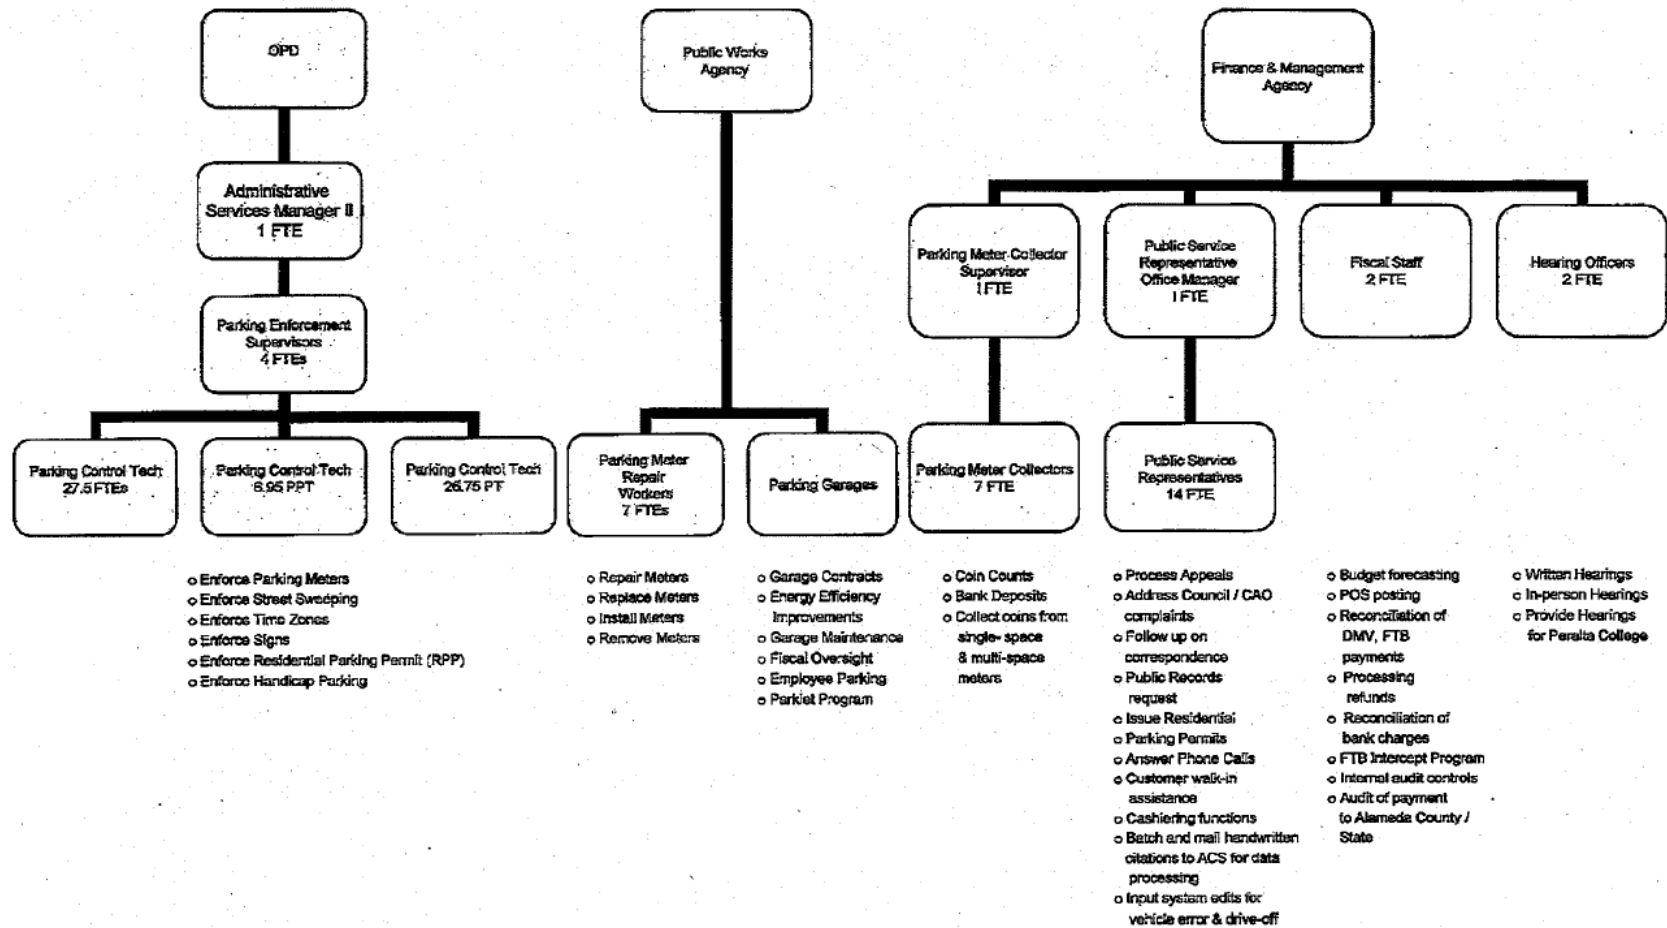 OPD
Administrative
Services Manager II
1 FTE
Parking Enforcement
Supervisors
4 FTEs
Parking Control Tech
27.5 FTEs
Parking Control Tech
6.95 PPT
Parking Control Tech
26.75 PT
o Enforce Parking Meters
o Enforce Street Sweeping
o Enforce Time Zones
o Enforce Signs
o Enforce Residential Parking Permit (RPP)
o Enforce Handicap Parking
Public Works
Agency
Parking Meter
Repair
Workers
7 FTEs
Parking Garages
o Repair Meters
o Replace Meters
o Install Meters
o Remove Meters
o Garage Contracts
o Energy Efficiency
Improvements
o Garage Maintenance
o Fiscal Oversight
o Employee Parking
o Parklet Program
Finance & Management
Agency
Parking Meter Collector
Supervisor
1 FTE
Public Service
Representative
Office Manager
1 FTE
Fiscal Staff
2 FTE
Hearing Officers
2 FTE
Parking Meter Collectors
7 FTE
Public Service
Representatives
14 FTE
o Coin Counts
o Bank Deposits
o Collect coins from
single- space
& multi-space
meters
o Process Appeals
o Address Council / CAO
complaints
o Follow up on
correspondence
o Public Records
request
o Issue Residential
o Parking Permits
o Answer Phone Calls
o Customer walk-in
assistance
o Cashiering functions
o Batch and mail handwritten
citations to ACS for data
processing
o Input system edits for
vehicle error & drive-off
o Budget forecasting
o POS posting
o Reconciliation of
DMV, FTB
payments
o Processing
refunds
o Reconciliation of
bank charges
o FTB Intercept Program
o Internal audit controls
o Audit of payment
to Alameda County /
State
o Written Hearings
o In-person Hearings
o Provide Hearings
for Peralta College